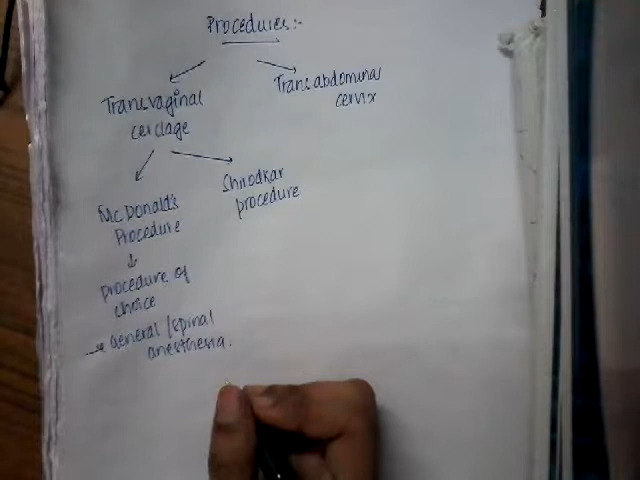 Procedures:-
Transvaginal
cerclage
Transabdominal
cervix
McDonald's
Procedure
Shirodkar
procedure
procedure of
choice
→ General /spinal
anesthesia.